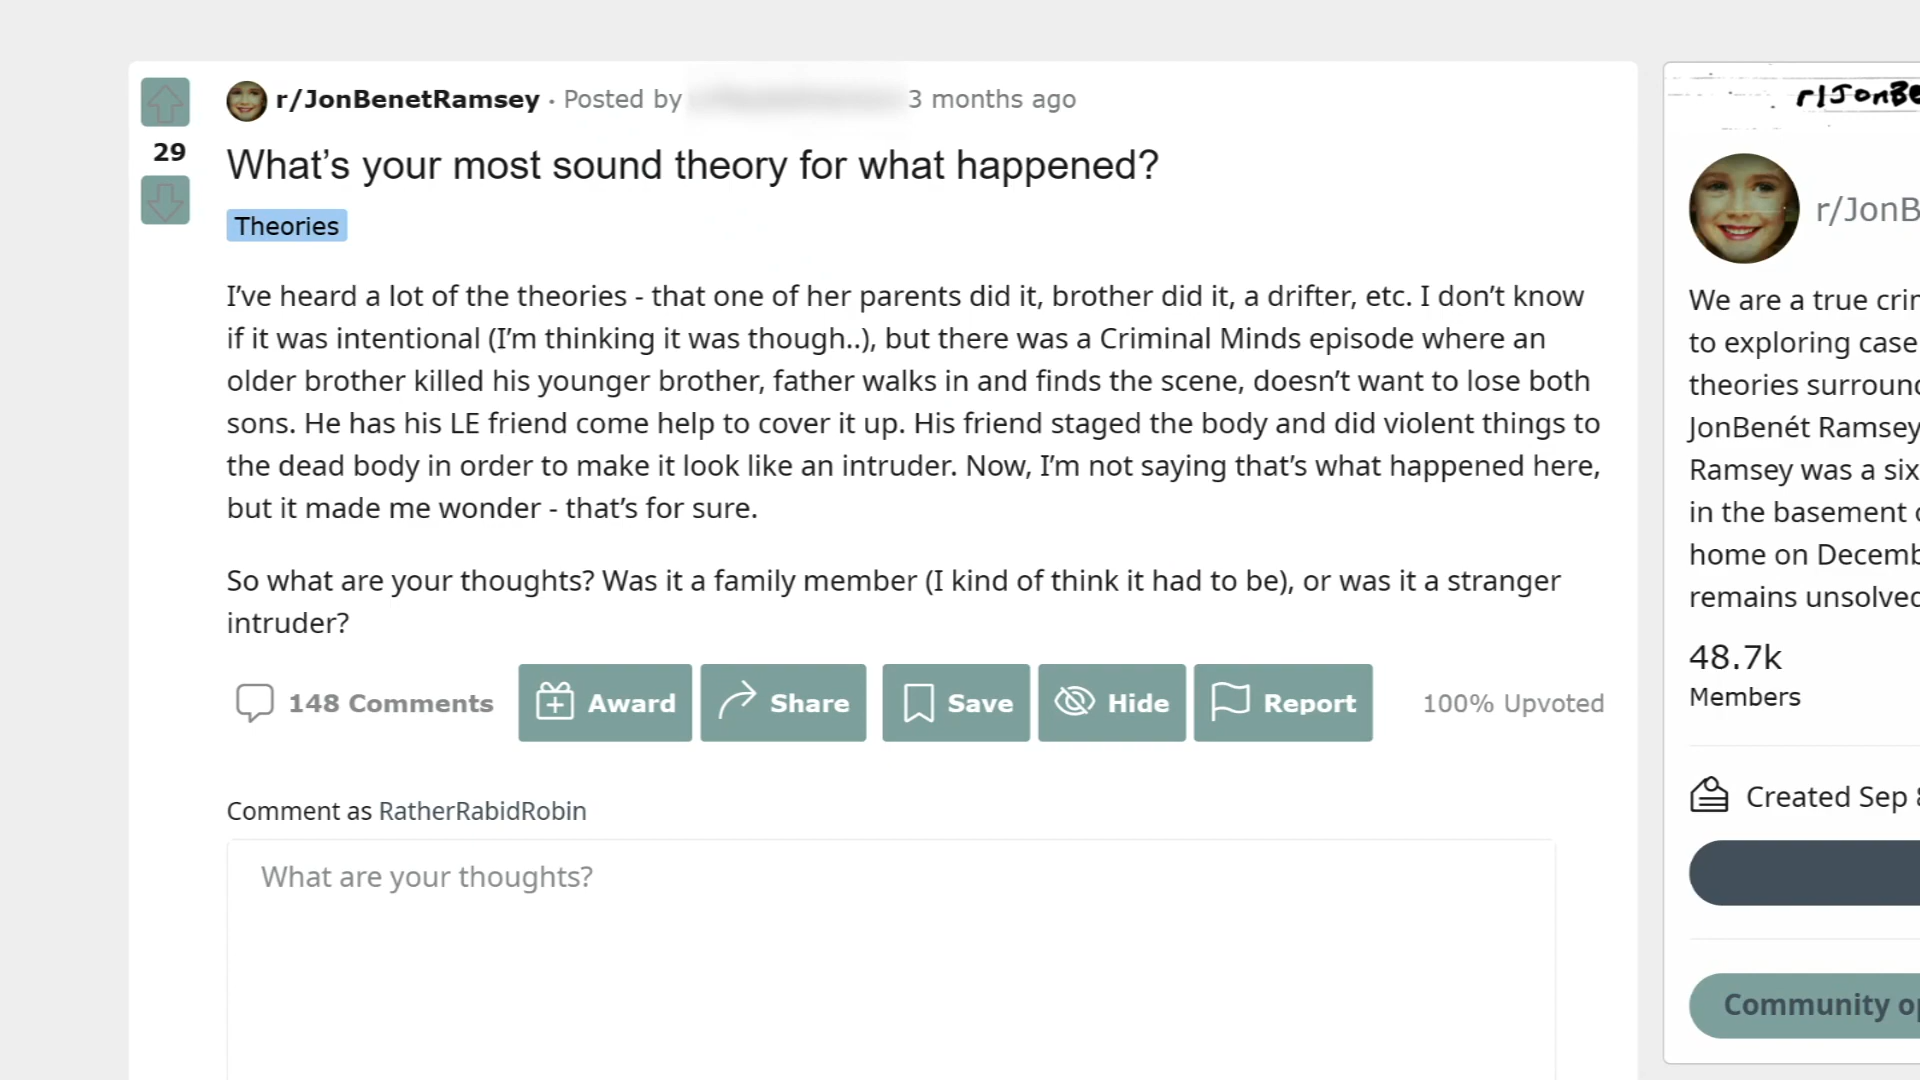 r/JonBenetRamsey · Posted by 3 months ago
29
What’s your most sound theory for what happened?
Theories
I’ve heard a lot of the theories - that one of her parents did it, brother did it, a drifter, etc. I don’t know
if it was intentional (I’m thinking it was though..), but there was a Criminal Minds episode where an
older brother killed his younger brother, father walks in and finds the scene, doesn’t want to lose both
sons. He has his LE friend come help to cover it up. His friend staged the body and did violent things to
the dead body in order to make it look like an intruder. Now, I’m not saying that’s what happened here,
but it made me wonder - that’s for sure.
So what are your thoughts? Was it a family member (I kind of think it had to be), or was it a stranger
intruder?
148 Comments Award Share Save Hide Report 100% Upvoted
Comment as RatherRabidRobin
What are your thoughts?
r/JonBe
r/JonB
We are a true crim
to exploring case
theories surround
JonBenét Ramsey
Ramsey was a six
in the basement o
home on Decemb
remains unsolved
48.7k
Members
Created Sep 8
Community op